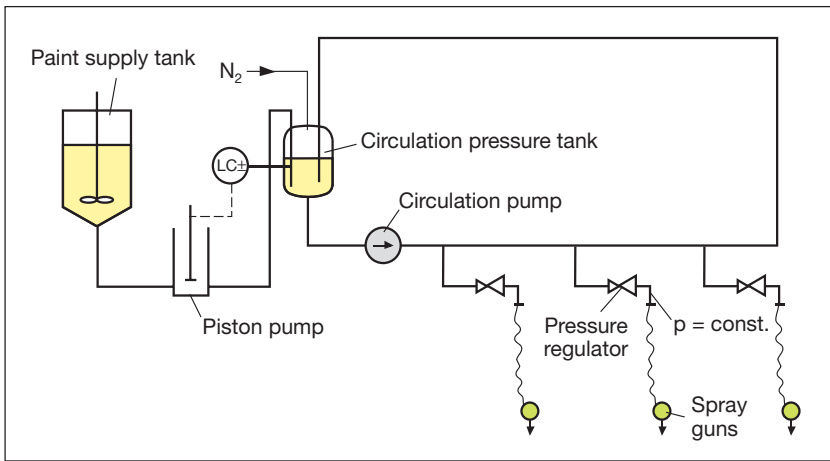 Paint supply tank
N₂
Circulation pressure tank
LC±
Circulation pump
Piston pump
Pressure
regulator
p = const.
Spray
guns